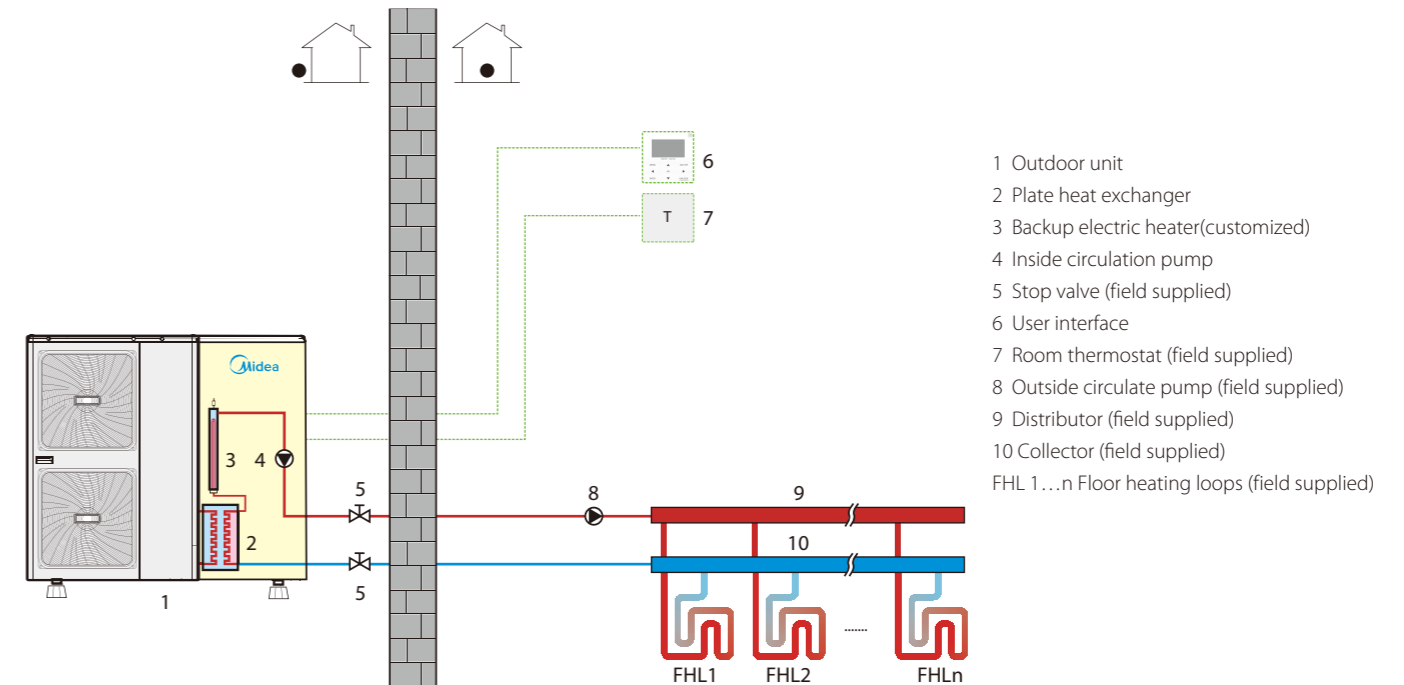 6
T
7
Midea
3
4
2
1
5
5
8
9
10
.......
FHL1
FHL2
FHLn
1 Outdoor unit
2 Plate heat exchanger
3 Backup electric heater(customized)
4 Inside circulation pump
5 Stop valve (field supplied)
6 User interface
7 Room thermostat (field supplied)
8 Outside circulate pump (field supplied)
9 Distributor (field supplied)
10 Collector (field supplied)
FHL 1...n Floor heating loops (field supplied)